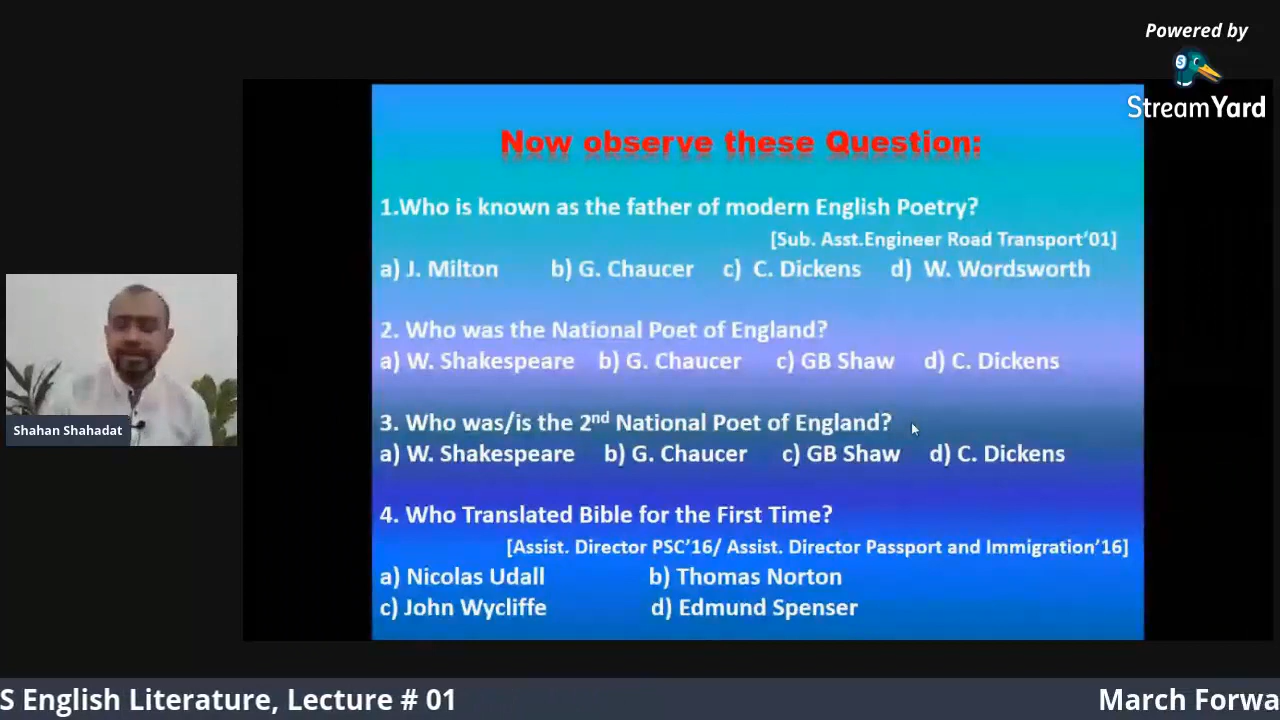 Powered by
StreamYard
Now observe these Question:
1.Who is known as the father of modern English Poetry?
[Sub. Asst.Engineer Road Transport‘01]
a) J. Milton b) G. Chaucer c) C. Dickens d) W. Wordsworth
2. Who was the National Poet of England?
a) W. Shakespeare b) G. Chaucer c) GB Shaw d) C. Dickens
3. Who was/is the 2nd National Poet of England?
a) W. Shakespeare b) G. Chaucer c) GB Shaw d) C. Dickens
4. Who Translated Bible for the First Time?
[Assist. Director PSC’16/ Assist. Director Passport and Immigration’16]
a) Nicolas Udall b) Thomas Norton
c) John Wycliffe d) Edmund Spenser
Shahan Shahadat
S English Literature, Lecture # 01 March Forwa